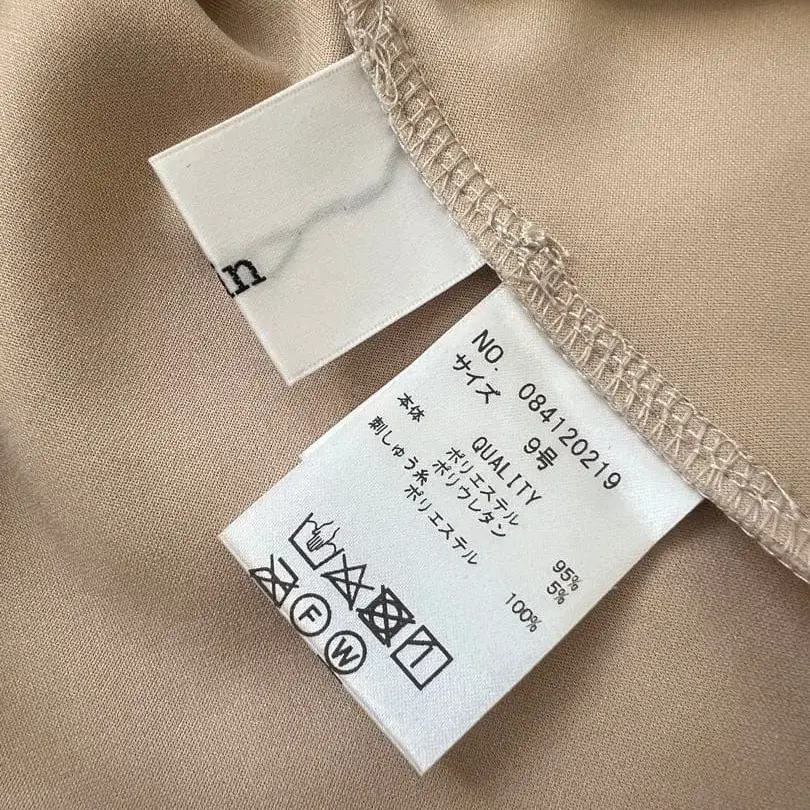 n
NO. 084120219
サイズ 9号
QUALITY
本体 ポリエステル 95%
ポリウレタン 5%
刺しゅう糸
ポリエステル 100%
F
W